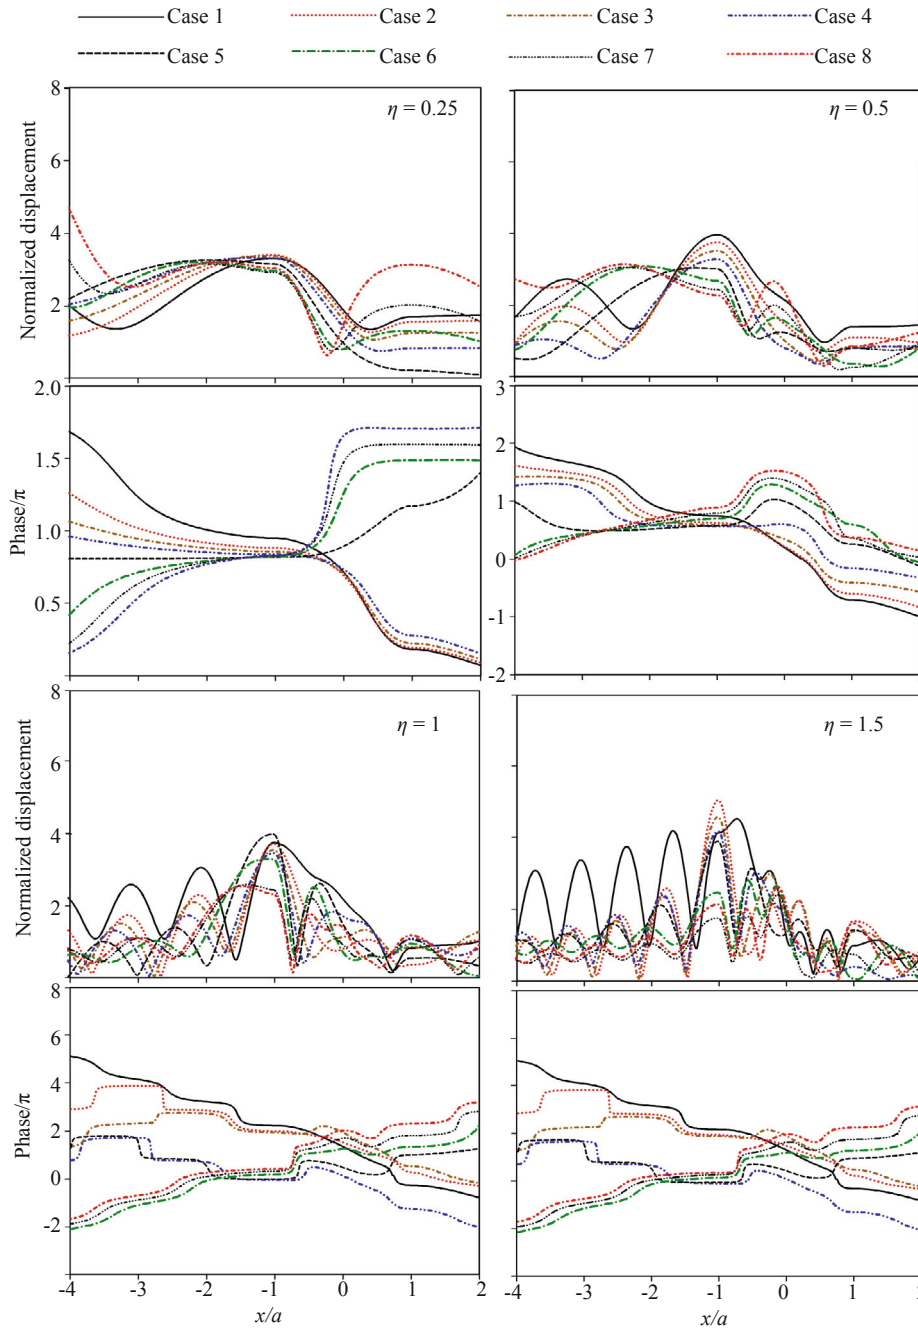 Case 1 Case 2 Case 3 Case 4
Case 5 Case 6 Case 7 Case 8
8
6
4
2
Normalized displacement
η = 0.25
η = 0.5
2.0
1.5
1.0
0.5
Phase/π
3
2
1
0
-1
-2
8
6
4
2
Normalized displacement
η = 1
η = 1.5
8
6
4
2
0
-2
Phase/π
-4 -3 -2 -1 0 1 2
x/a
-4 -3 -2 -1 0 1 2
x/a